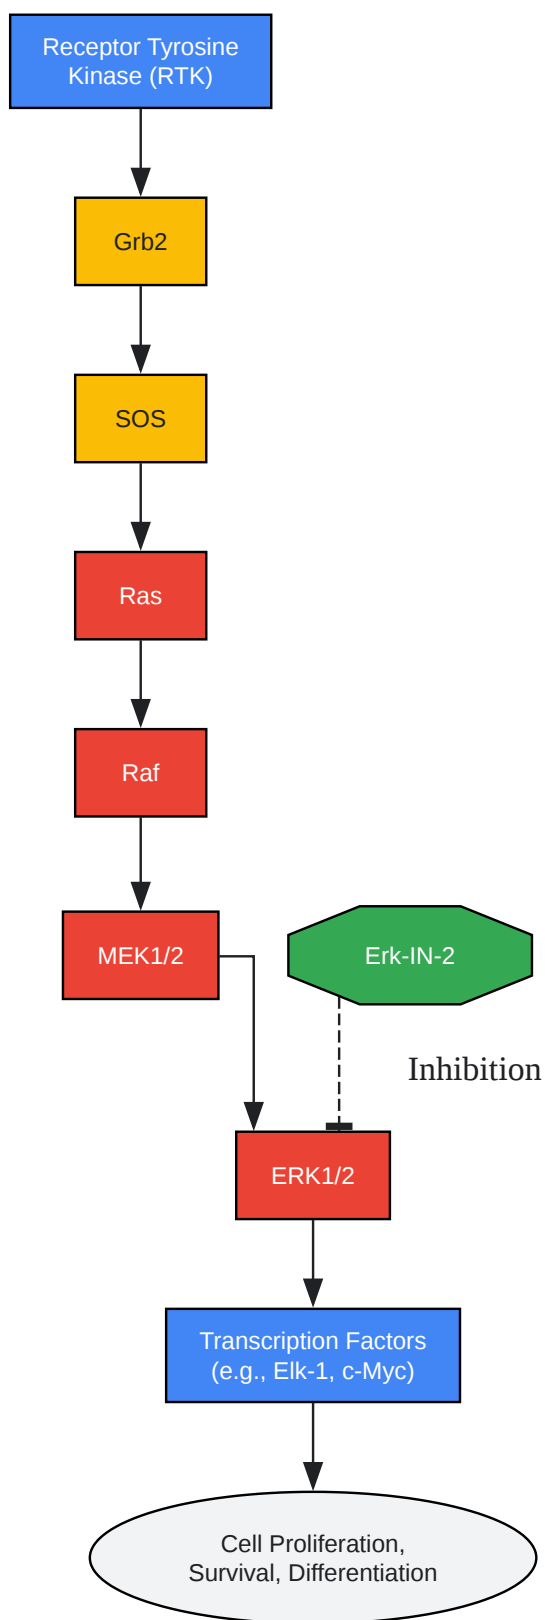 Receptor Tyrosine
Kinase (RTK)
Grb2
SOS
Ras
Raf
MEK1/2
Erk-IN-2
Inhibition
ERK1/2
Transcription Factors
(e.g., Elk-1, c-Myc)
Cell Proliferation,
Survival, Differentiation